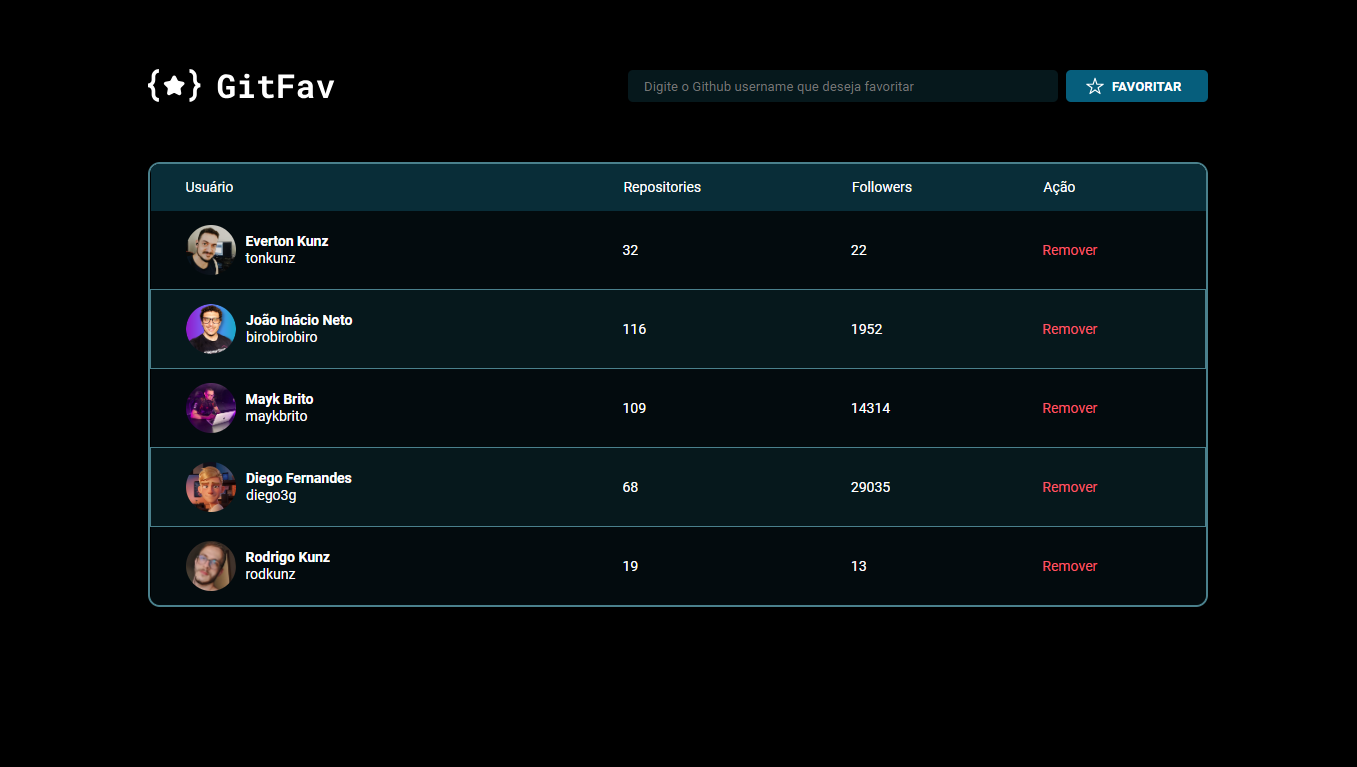 {★} GitFav
Digite o Github username que deseja favoritar
FAVORITAR
Usuário Repositories Followers Ação
Everton Kunz
tonkunz
32 22 Remover
João Inácio Neto
birobirobiro
116 1952 Remover
Mayk Brito
maykbrito
109 14314 Remover
Diego Fernandes
diego3g
68 29035 Remover
Rodrigo Kunz
rodkunz
19 13 Remover